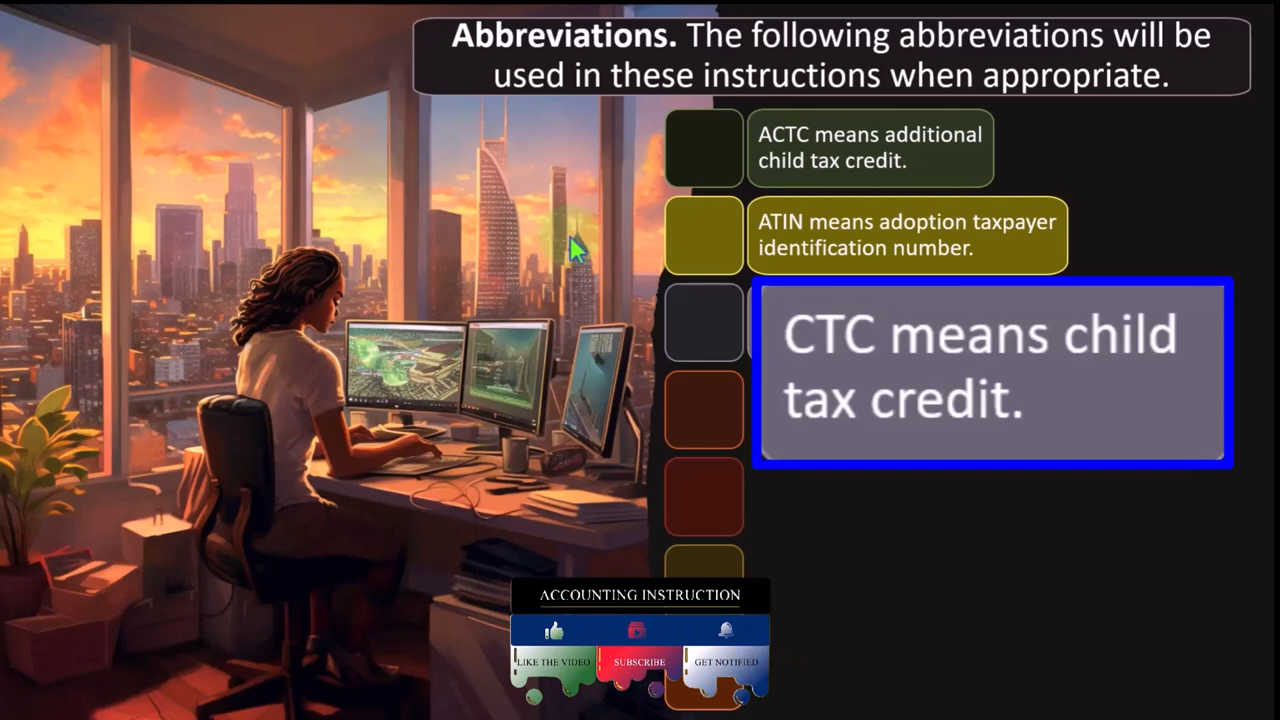 Abbreviations. The following abbreviations will be
used in these instructions when appropriate.
ACTC means additional
child tax credit.
ATIN means adoption taxpayer
identification number.
CTC means child
tax credit.
ACCOUNTING INSTRUCTION
LIKE THE VIDEO
SUBSCRIBE
GET NOTIFIED